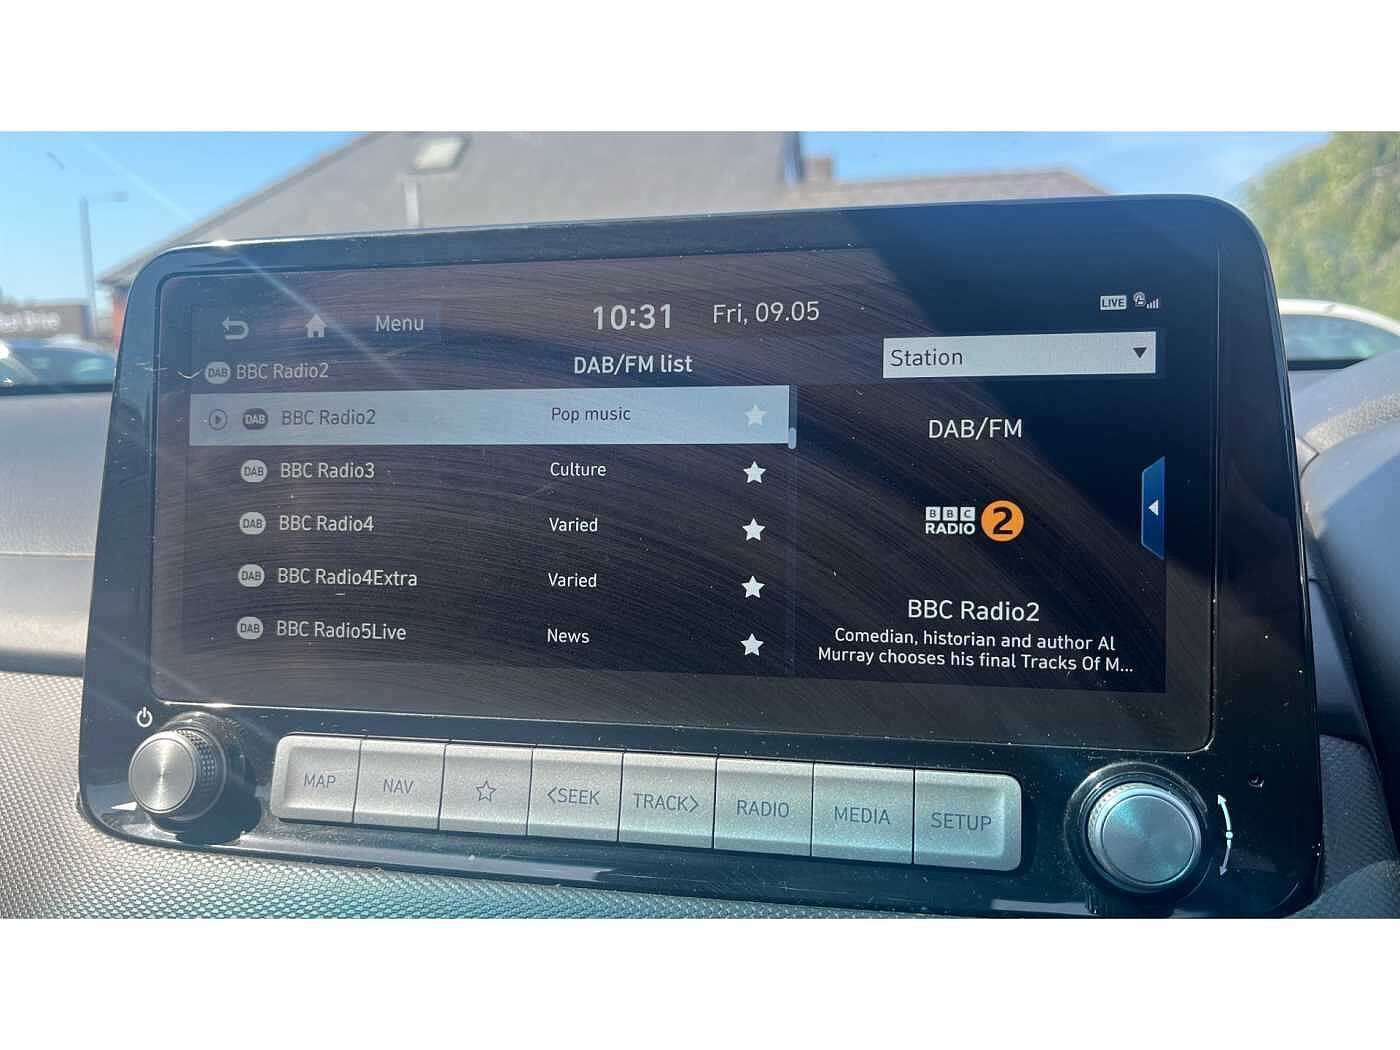 LIVE
10:31 Fri, 09.05
Menu
DAB/FM list
Station
DAB BBC Radio2
DAB BBC Radio2 Pop music
DAB BBC Radio3 Culture
DAB BBC Radio4 Varied
DAB BBC Radio4Extra Varied
DAB BBC Radio5Live News
DAB/FM
BBC
RADIO 2
BBC Radio2
Comedian, historian and author Al
Murray chooses his final Tracks Of M...
MAP NAV <SEEK TRACK> RADIO MEDIA SETUP